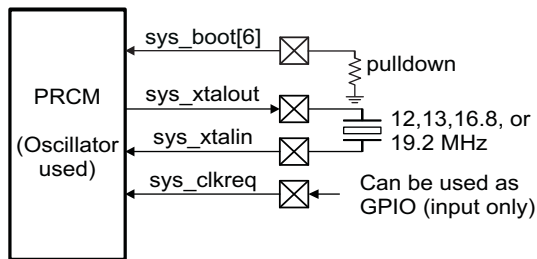 sys_boot[6]
pulldown
PRCM
(Oscillator
used)
sys_xtalout
12,13,16.8, or
19.2 MHz
sys_xtalin
sys_clkreq
Can be used as
GPIO (input only)